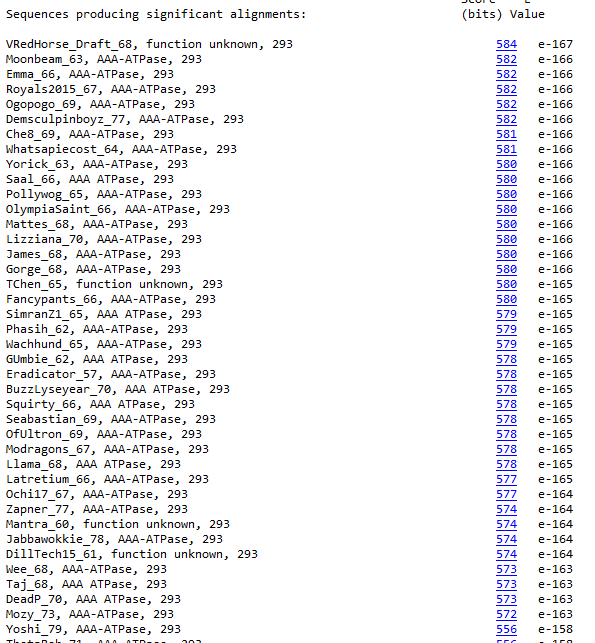 Score E
Sequences producing significant alignments: (bits) Value
VRedHorse_Draft_68, function unknown, 293 584 e-167
Moonbeam_63, AAA-ATPase, 293 582 e-166
Emma_66, AAA-ATPase, 293 582 e-166
Royals2015_67, AAA-ATPase, 293 582 e-166
Ogopogo_69, AAA-ATPase, 293 582 e-166
Demsculpinboyz_77, AAA-ATPase, 293 582 e-166
Che8_69, AAA-ATPase, 293 581 e-166
Whatsapiecost_64, AAA-ATPase, 293 581 e-166
Yorick_63, AAA-ATPase, 293 580 e-166
Saal_66, AAA ATPase, 293 580 e-166
Pollywog_65, AAA-ATPase, 293 580 e-166
OlympiaSaint_66, AAA-ATPase, 293 580 e-166
Mattes_68, AAA-ATPase, 293 580 e-166
Lizziana_70, AAA-ATPase, 293 580 e-166
James_68, AAA-ATPase, 293 580 e-166
Gorge_68, AAA-ATPase, 293 580 e-166
TChen_65, function unknown, 293 580 e-165
Fancypants_66, AAA-ATPase, 293 580 e-165
SimranZ1_65, AAA ATPase, 293 579 e-165
Phasih_62, AAA-ATPase, 293 579 e-165
Wachhund_65, AAA-ATPase, 293 579 e-165
GUmbie_62, AAA ATPase, 293 578 e-165
Eradicator_57, AAA-ATPase, 293 578 e-165
BuzzLyseyear_70, AAA ATPase, 293 578 e-165
Squirty_66, AAA ATPase, 293 578 e-165
Seabastian_69, AAA-ATPase, 293 578 e-165
OfUltron_69, AAA-ATPase, 293 578 e-165
Modragons_67, AAA-ATPase, 293 578 e-165
Llama_68, AAA ATPase, 293 578 e-165
Latretium_66, AAA-ATPase, 293 577 e-165
Ochi17_67, AAA-ATPase, 293 577 e-164
Zapner_77, AAA-ATPase, 293 574 e-164
Mantra_60, function unknown, 293 574 e-164
Jabbawokkie_78, AAA-ATPase, 293 574 e-164
DillTech15_61, function unknown, 293 574 e-164
Wee_68, AAA-ATPase, 293 573 e-163
Taj_68, AAA ATPase, 293 573 e-163
DeadP_70, AAA ATPase, 293 573 e-163
Mozy_73, AAA-ATPase, 293 572 e-163
Yoshi_79, AAA-ATPase, 293 556 e-158
AAA-ATPase, 293 556 e-158